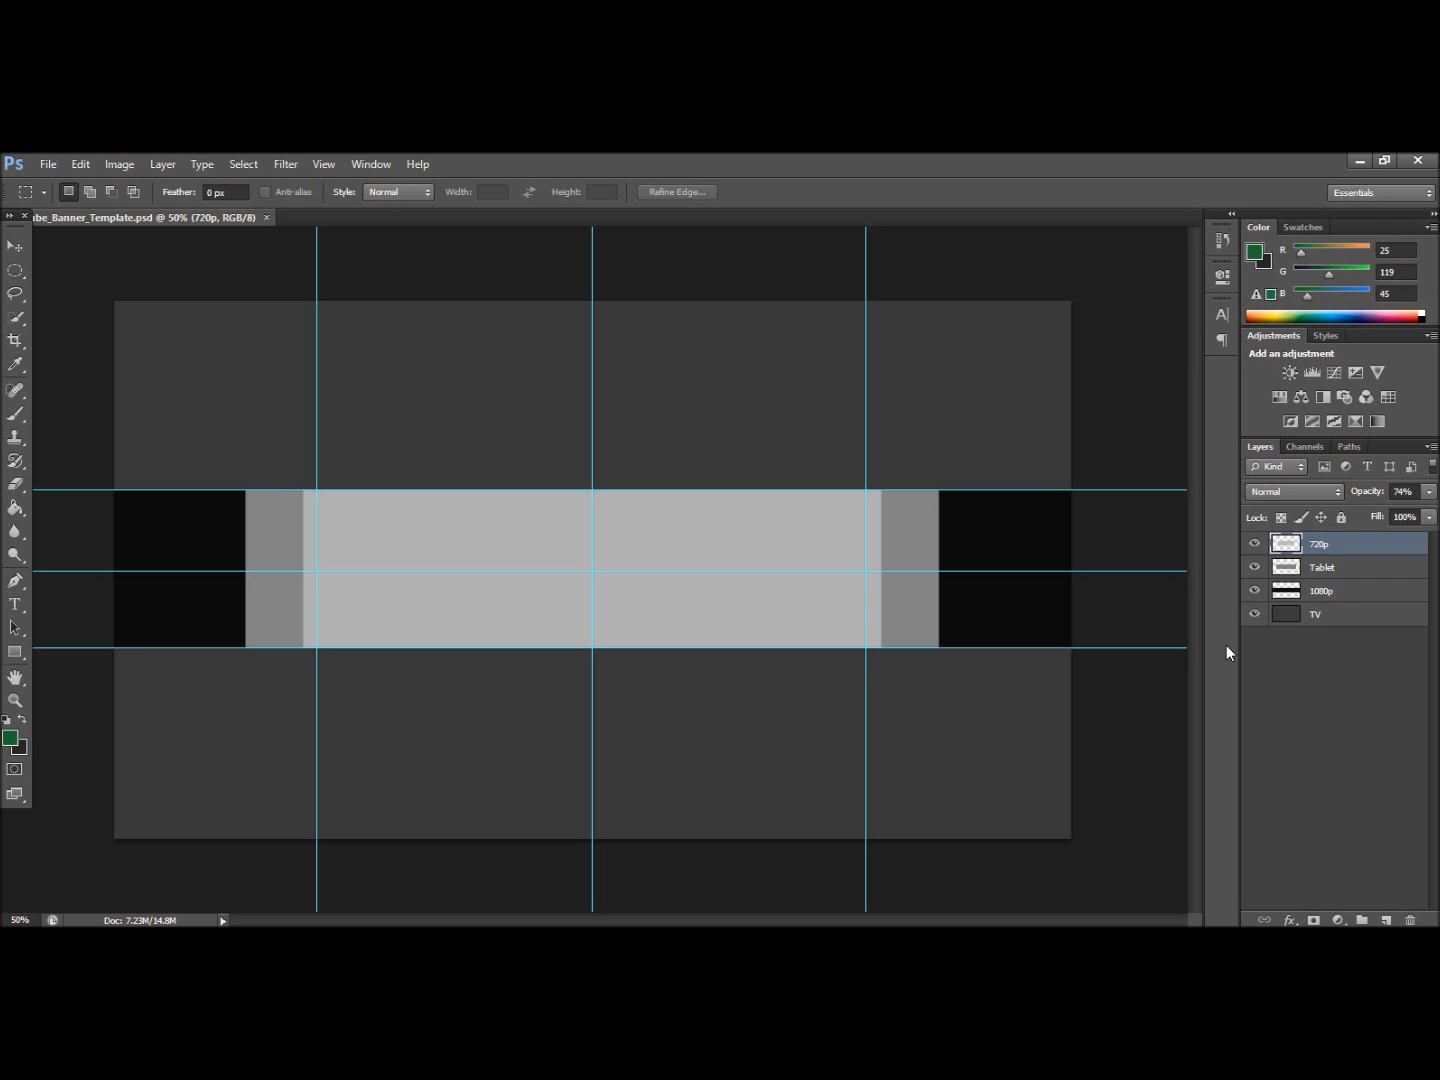 Ps File Edit Image Layer Type Select Filter View Window Help
Feather: 0 px Anti-alias Style: Normal Width: Height: Refine Edge... Essentials
ube_Banner_Template.psd @ 50% (720p, RGB/8) ×
Color Swatches
R 25
G 119
B 45
Adjustments Styles
Add an adjustment
Layers Channels Paths
Kind
Normal Opacity: 74%
Lock: Fill: 100%
720p
Tablet
1080p
TV
50% Doc: 7.23M/14.8M